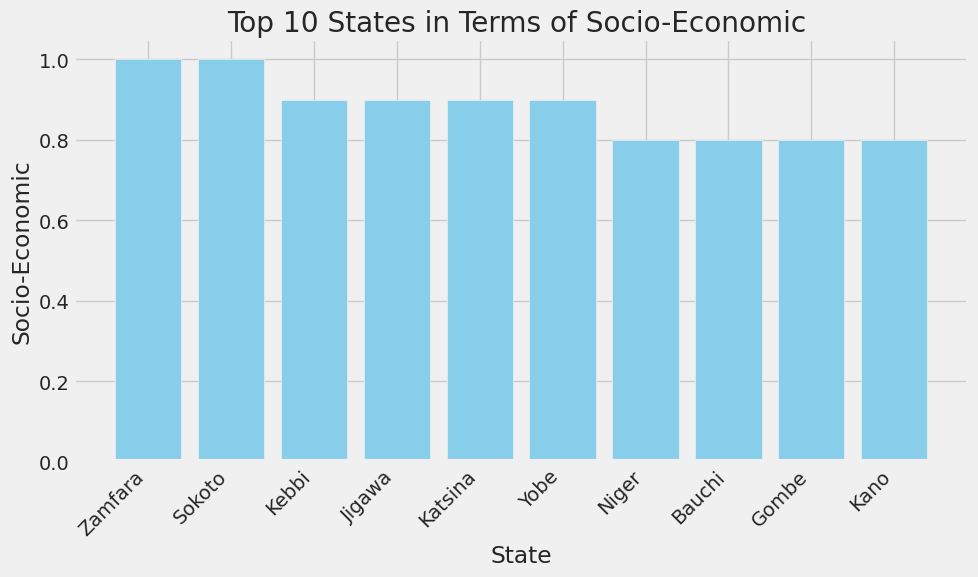 Top 10 States in Terms of Socio-Economic
Socio-Economic
1.0
0.8
0.6
0.4
0.2
0.0
Zamfara
Sokoto
Kebbi
Jigawa
Katsina
Yobe
Niger
Bauchi
Gombe
Kano
State